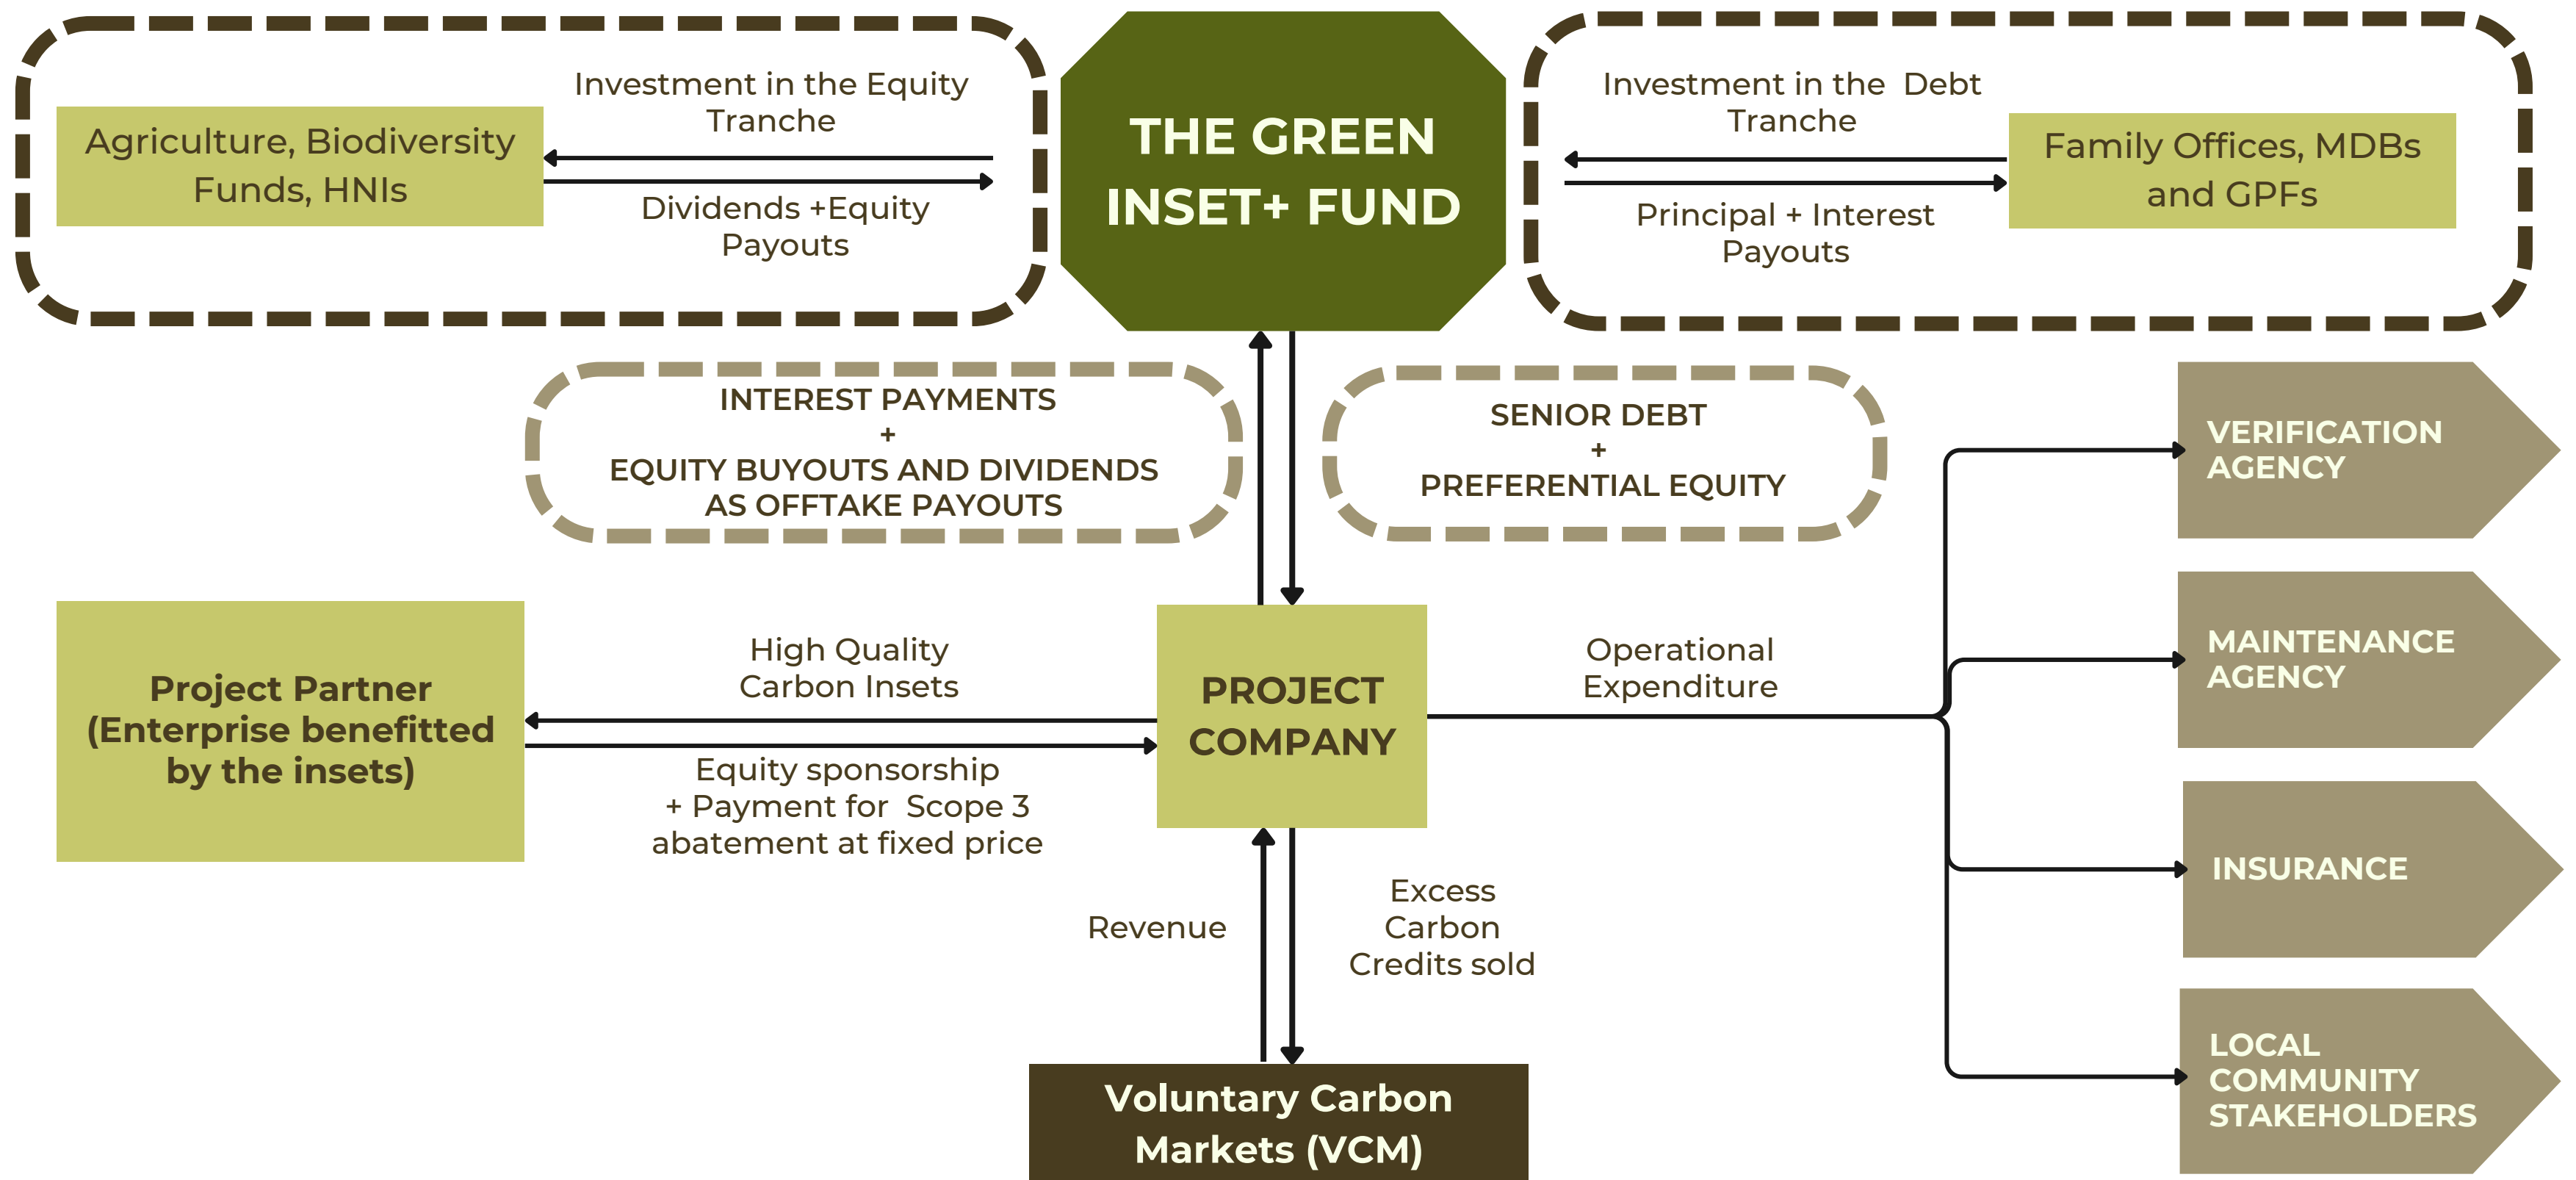 Investment in the Equity
Tranche
Agriculture, Biodiversity
Funds, HNIs
Dividends +Equity
Payouts
THE GREEN
INSET+ FUND
Investment in the  Debt
Tranche
Family Offices, MDBs
and GPFs
Principal + Interest
Payouts
INTEREST PAYMENTS
+
EQUITY BUYOUTS AND DIVIDENDS
AS OFFTAKE PAYOUTS
SENIOR DEBT
+
PREFERENTIAL EQUITY
VERIFICATION
AGENCY
Project Partner
(Enterprise benefitted
by the insets)
High Quality
Carbon Insets
Equity sponsorship
+ Payment for  Scope 3
abatement at fixed price
PROJECT
COMPANY
Operational
Expenditure
MAINTENANCE
AGENCY
INSURANCE
Revenue
Excess
Carbon
Credits sold
LOCAL
COMMUNITY
STAKEHOLDERS
Voluntary Carbon
Markets (VCM)